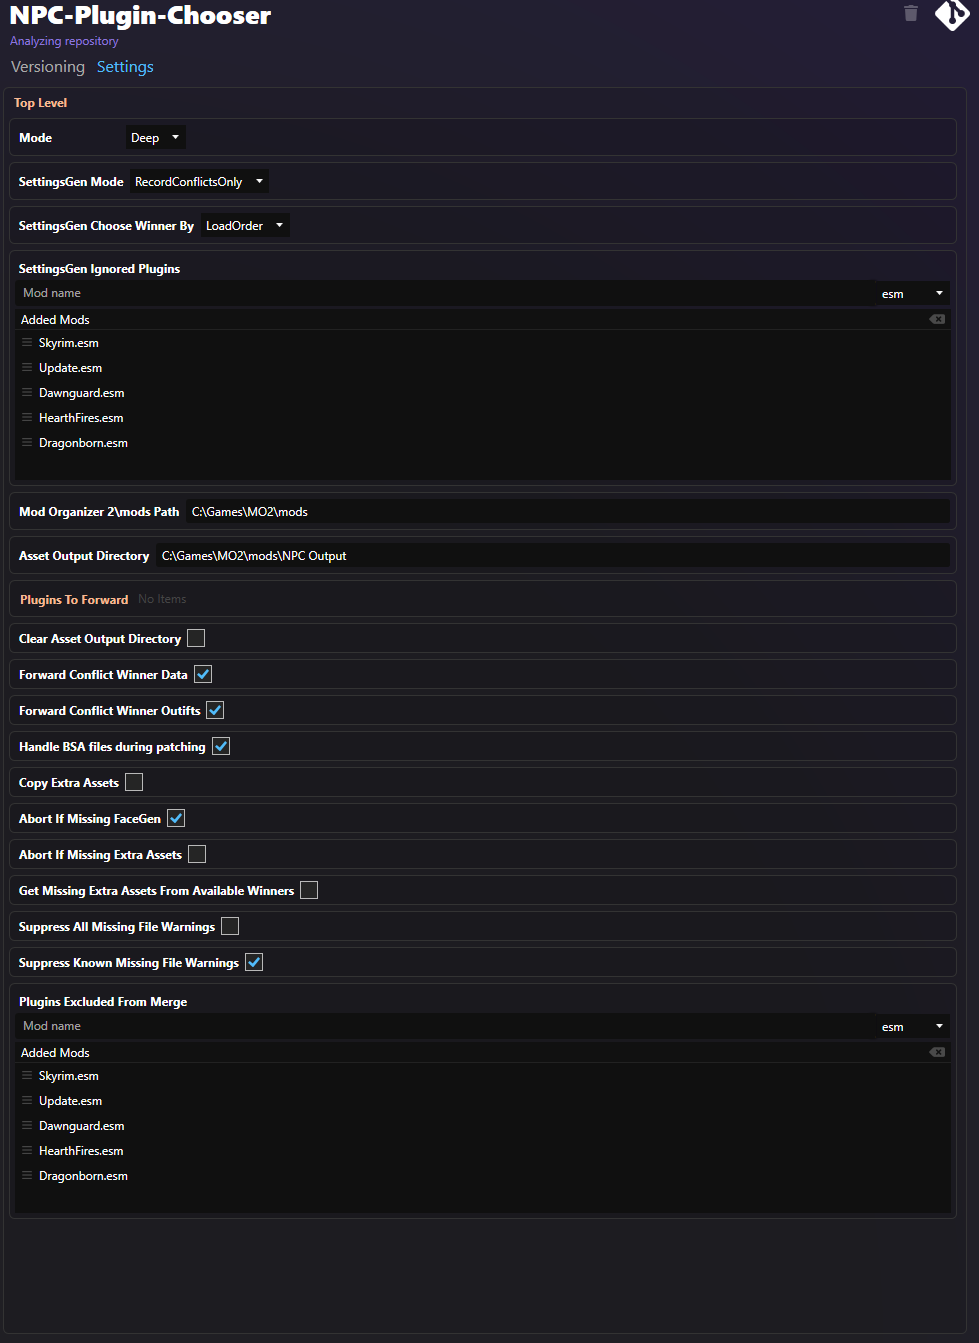 NPC-Plugin-Chooser
Analyzing repository
Versioning Settings
Top Level
Mode Deep
SettingsGen Mode RecordConflictsOnly
SettingsGen Choose Winner By LoadOrder
SettingsGen Ignored Plugins
Mod name esm
Added Mods
Skyrim.esm
Update.esm
Dawnguard.esm
HearthFires.esm
Dragonborn.esm
Mod Organizer 2\mods Path C:\Games\MO2\mods
Asset Output Directory C:\Games\MO2\mods\NPC Output
Plugins To Forward No Items
Clear Asset Output Directory
Forward Conflict Winner Data
Forward Conflict Winner Outifts
Handle BSA files during patching
Copy Extra Assets
Abort If Missing FaceGen
Abort If Missing Extra Assets
Get Missing Extra Assets From Available Winners
Suppress All Missing File Warnings
Suppress Known Missing File Warnings
Plugins Excluded From Merge
Mod name esm
Added Mods
Skyrim.esm
Update.esm
Dawnguard.esm
HearthFires.esm
Dragonborn.esm